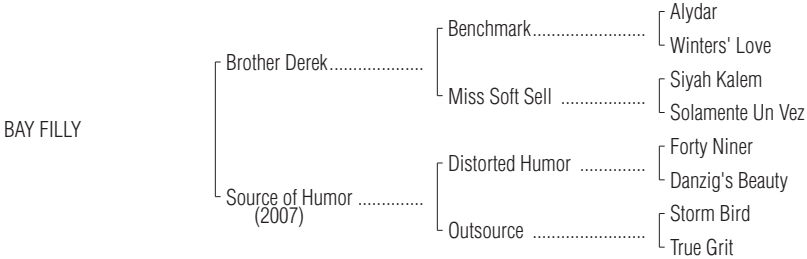 Alydar
Benchmark........................
Winters' Love
Brother Derek....................
Siyah Kalem
Miss Soft Sell ..................
Solamente Un Vez
BAY FILLY
Forty Niner
Distorted Humor ..............
Danzig's Beauty
Source of Humor ..............
(2007)
Storm Bird
Outsource ........................
True Grit